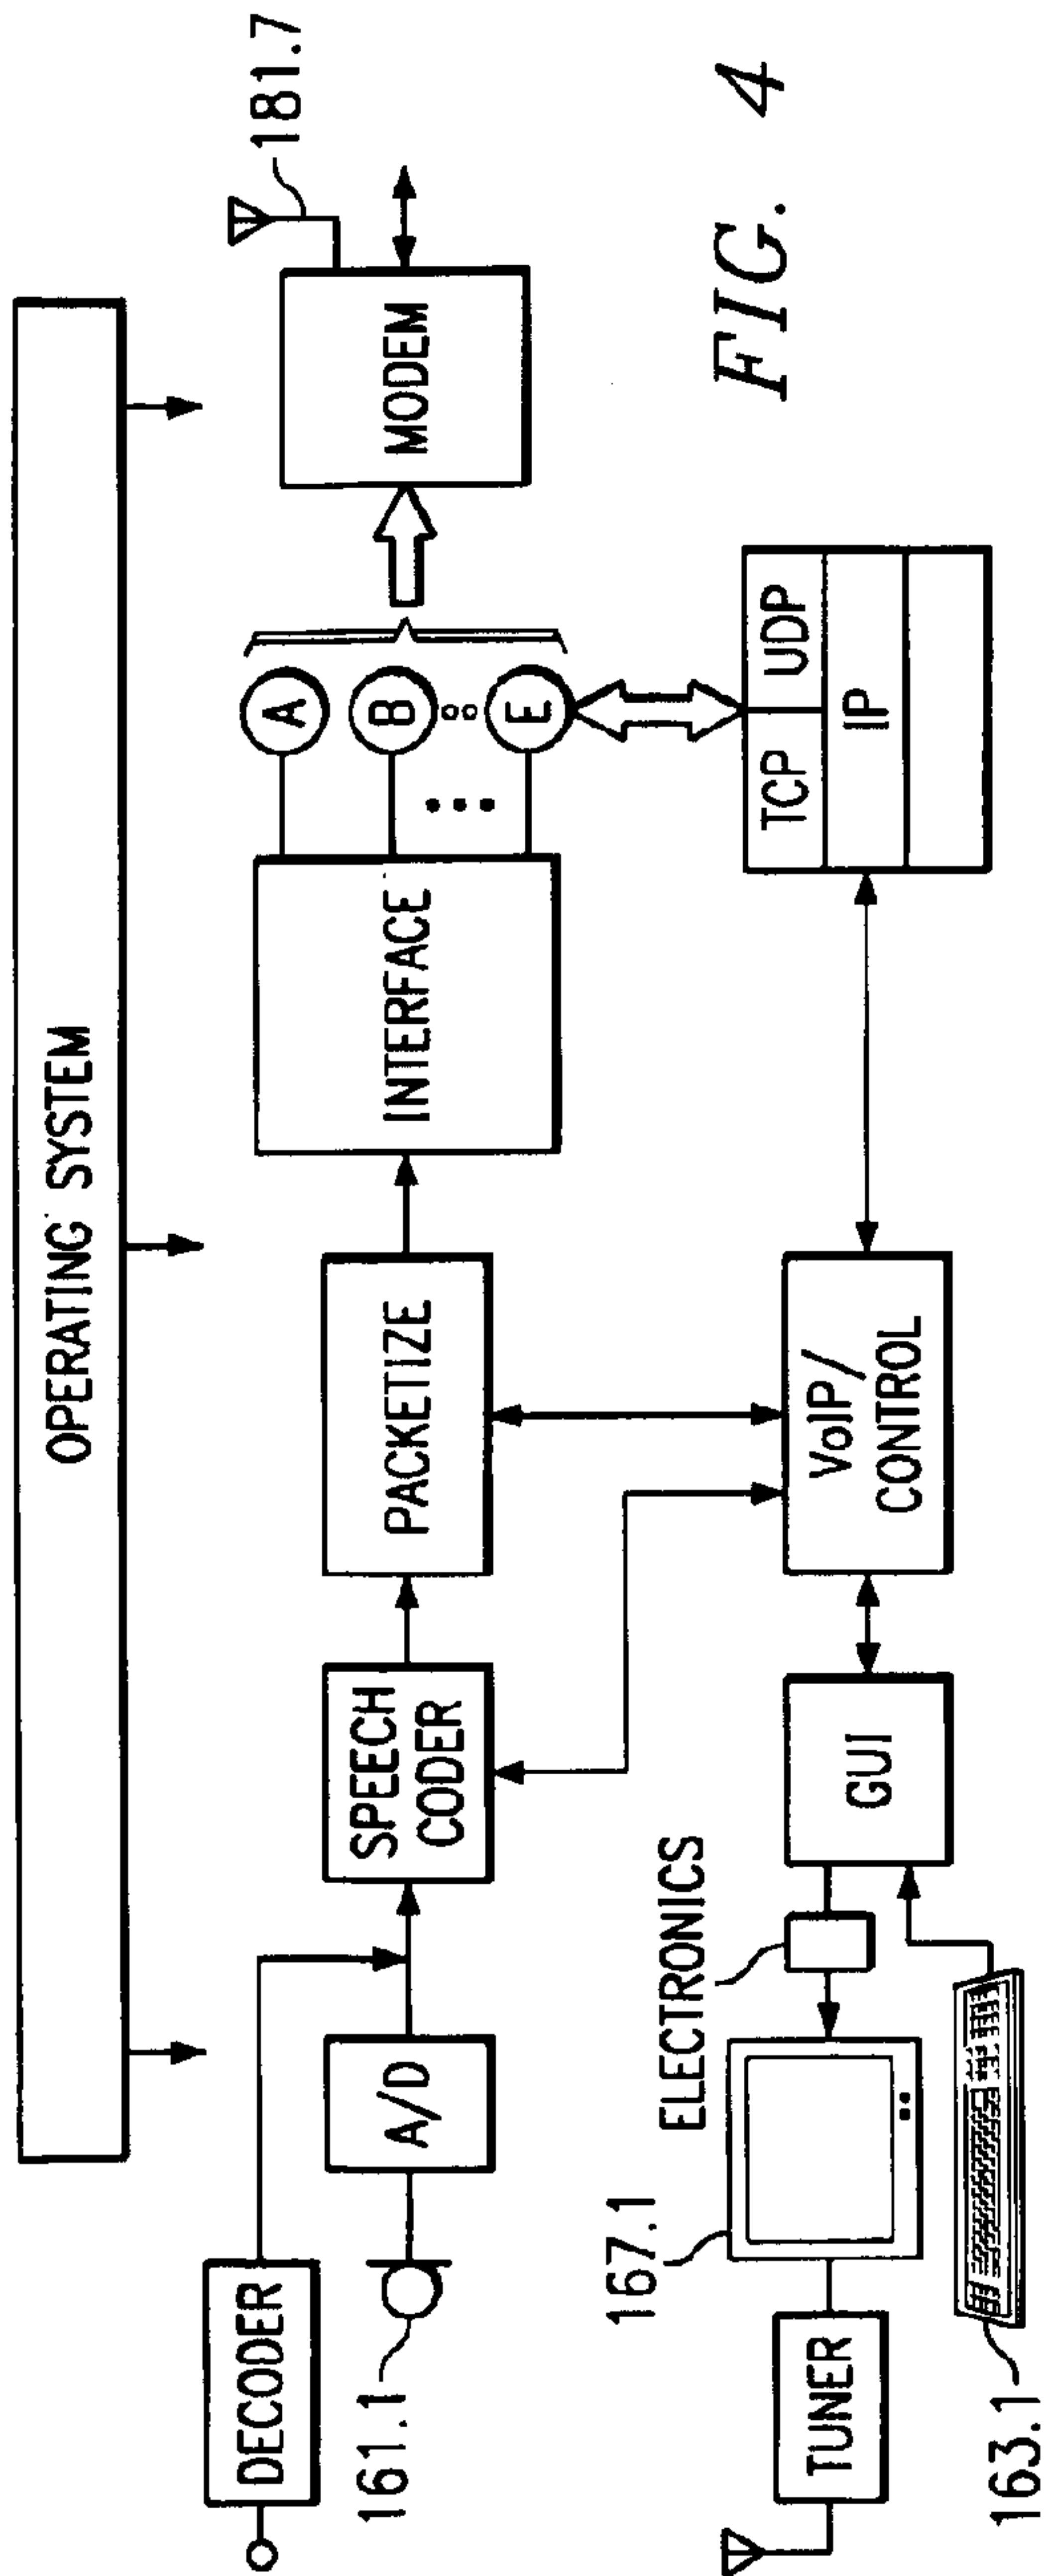 OPERATING SYSTEM
DECODER
161.1
A/D
SPEECH
CODER
PACKETIZE
INTERFACE
A
B
E
MODEM
181.7
TUNER
167.1
ELECTRONICS
163.1
GUI
VoIP/
CONTROL
TCP
UDP
IP
FIG. 4